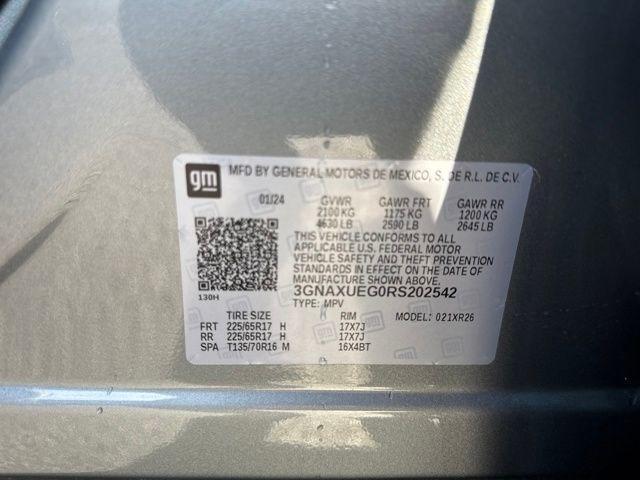 gm
MFD BY GENERAL MOTORS DE MEXICO, S. DE R.L. DE C.V.
01/24 GVWR GAWR FRT GAWR RR
2100 KG 1175 KG 1200 KG
4630 LB 2590 LB 2645 LB
THIS VEHICLE CONFORMS TO ALL
APPLICABLE U.S. FEDERAL MOTOR
VEHICLE SAFETY AND THEFT PREVENTION
STANDARDS IN EFFECT ON THE DATE OF
MANUFACTURE SHOWN ABOVE.
130H 3GNAXUEG0RS202542
TYPE: MPV
TIRE SIZE RIM MODEL: 021XR26
FRT 225/65R17 H 17X7J
RR 225/65R17 H 17X7J
SPA T135/70R16 M 16X4BT